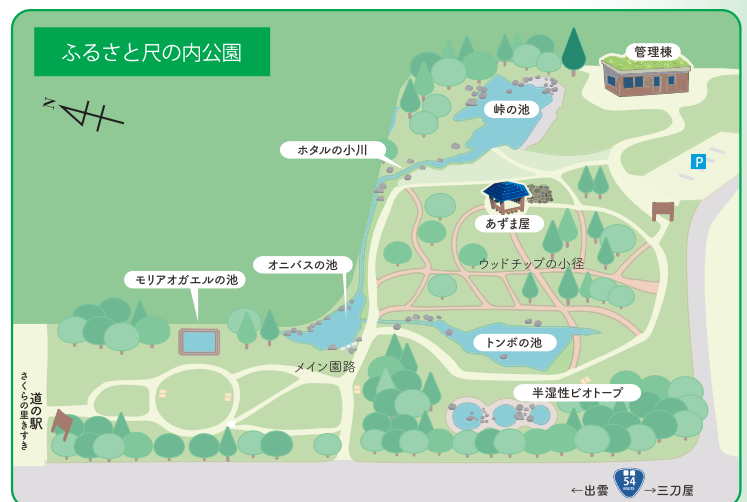 ふるさと尺の内公園
N
管理棟
峠の池
ホタルの小川
P
あずま屋
オニバスの池
ウッドチップの小径
モリアオガエルの池
トンボの池
メイン園路
半湿性ビオトープ
道の駅
さくらの里きすき
←出雲
国道
54
ROUTE
→三刀屋